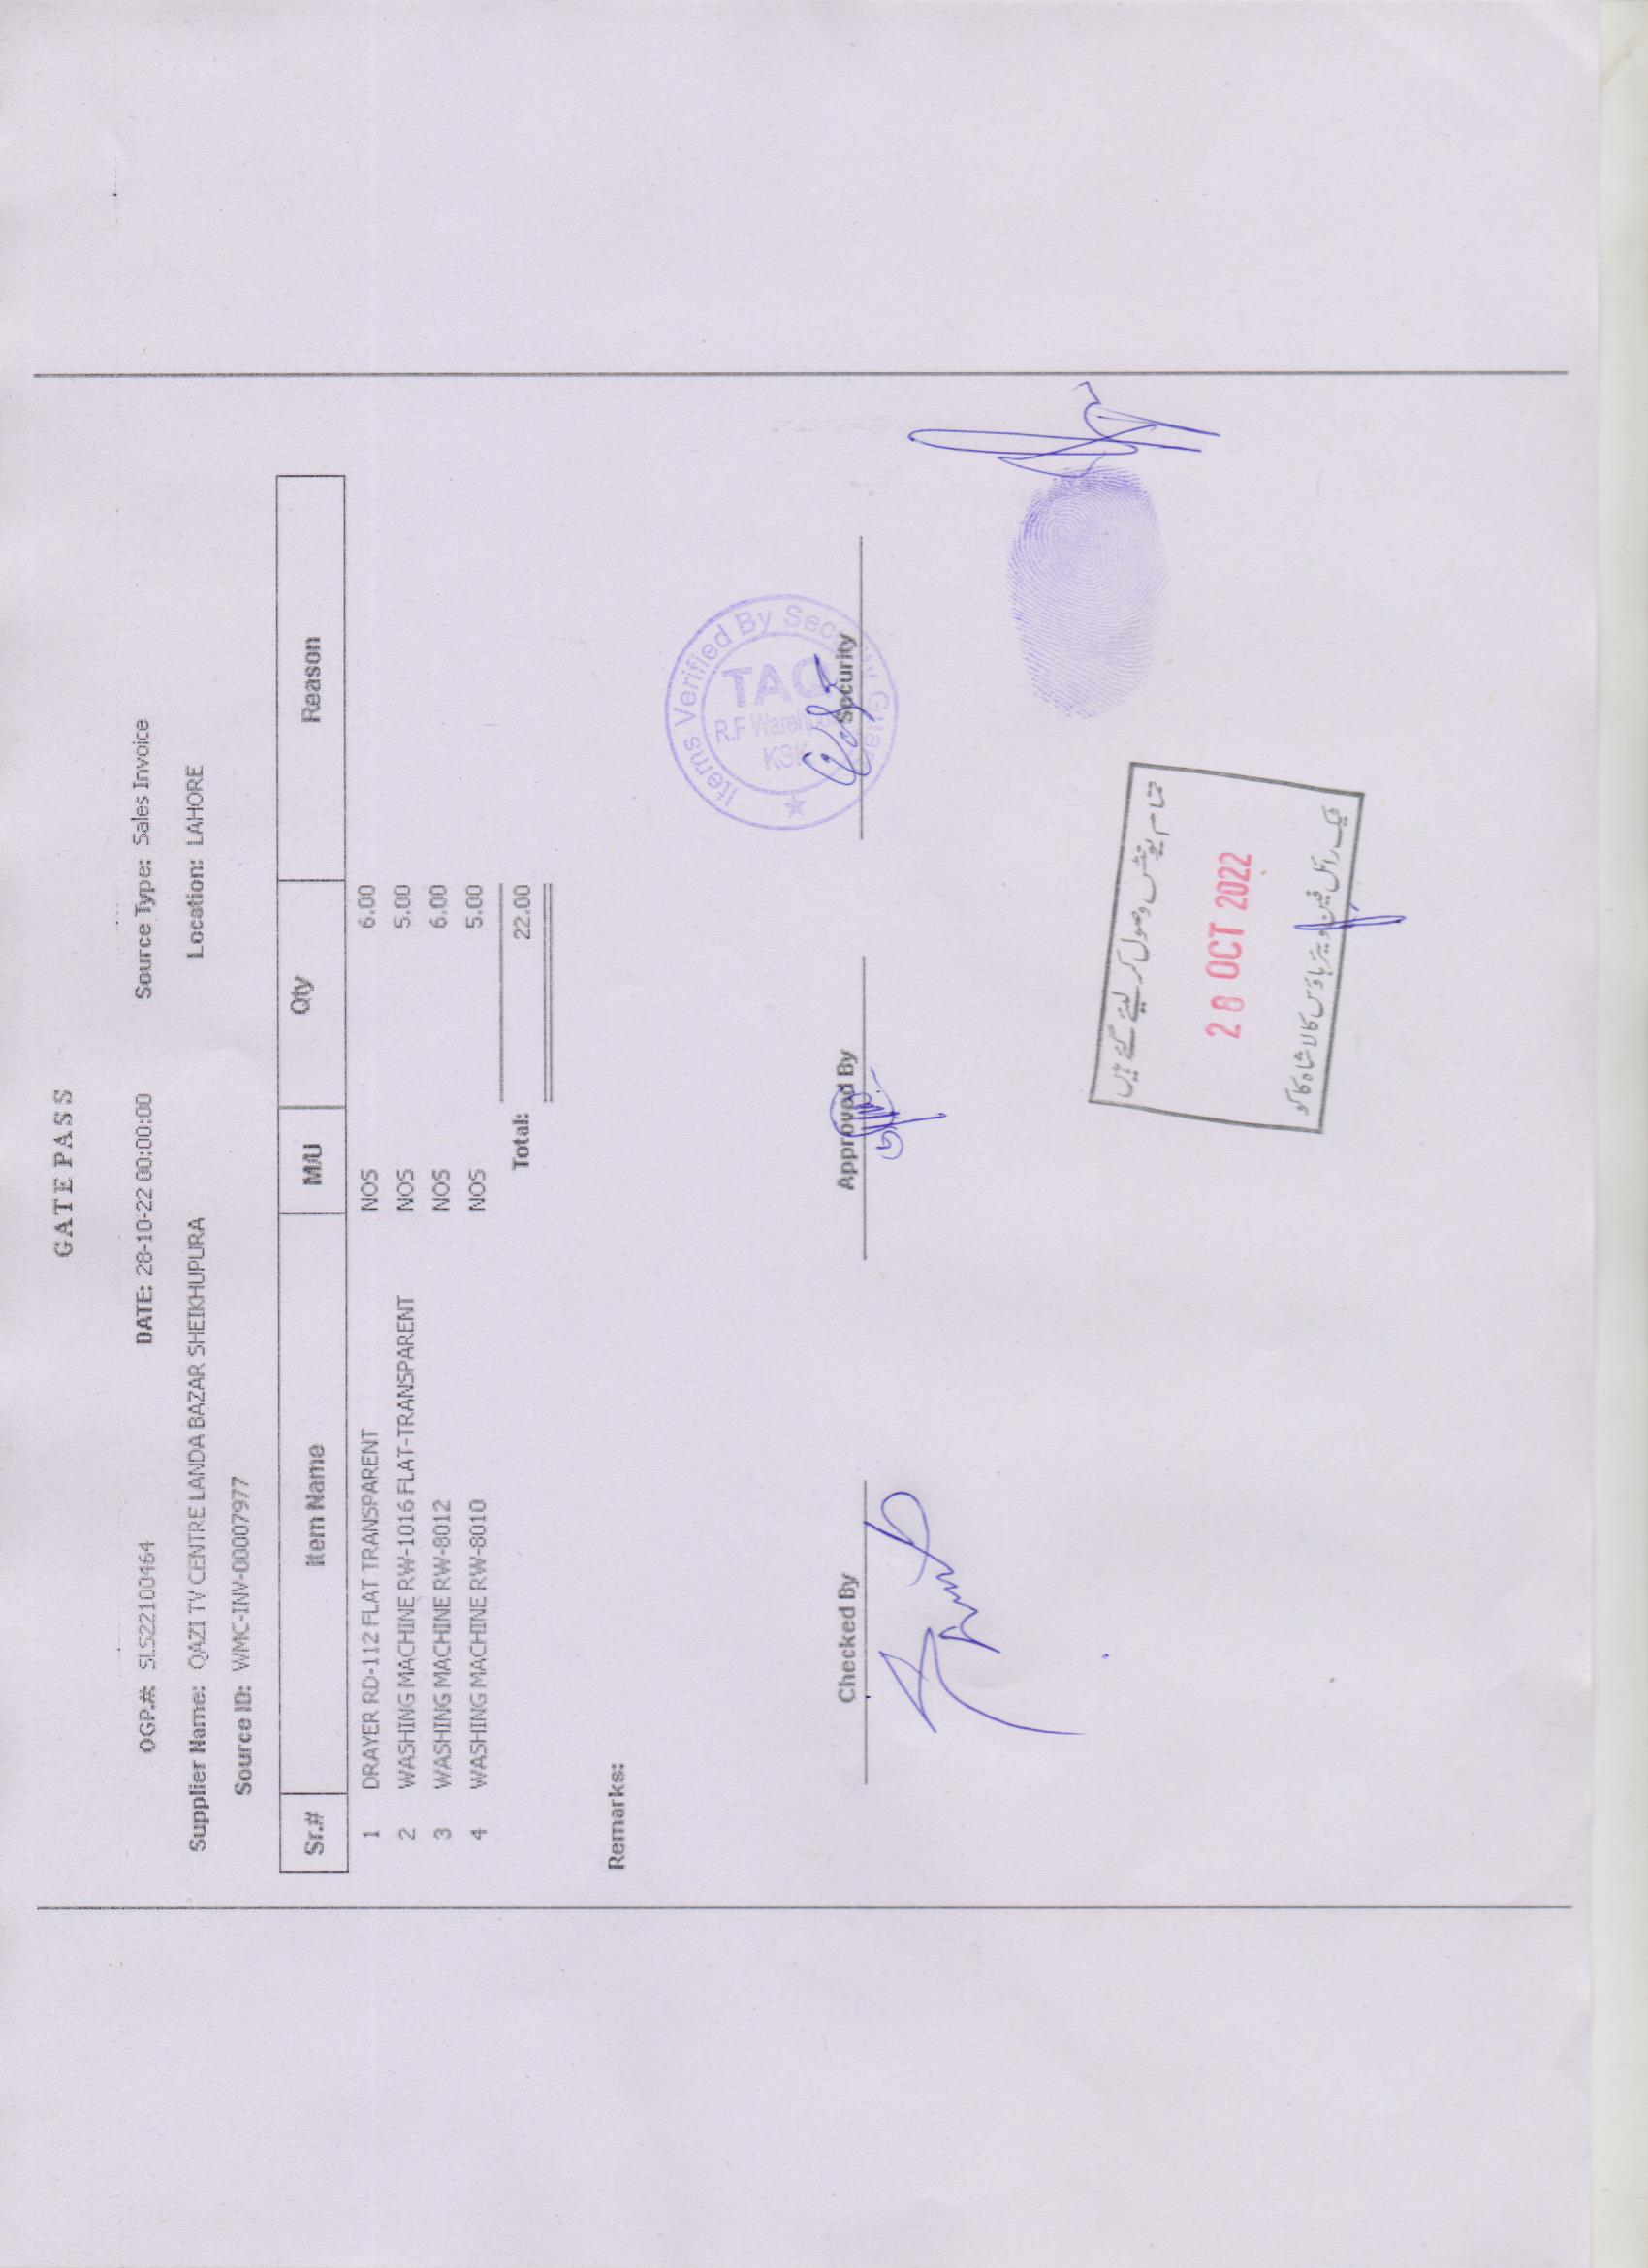 GATE PASS
OGP.#: SLS22100464 DATE: 28-10-22 00:00:00 Source Type: Sales Invoice
Supplier Name: QAZI TV CENTRE LANDA BAZAR SHEIKHUPURA Location: LAHORE
Source ID: WMC-INV-00007977
Sr.# Item Name M/U Qty Reason
1 DRAYER RD-112 FLAT TRANSPARENT NOS 6.00
2 WASHING MACHINE RW-1016 FLAT-TRANSPARENT NOS 5.00
3 WASHING MACHINE RW-8012 NOS 6.00
4 WASHING MACHINE RW-8010 NOS 5.00
Total: 22.00
Remarks:
Items Verified By Security Guard
TAG
R.F
KSK
Checked By Approved By Security
تمام یونٹس وصول کر لیئے گئے ہیں
28 OCT 2022
ٹیک رائل فین ویئر ہاؤس کالا شاہ کاکو